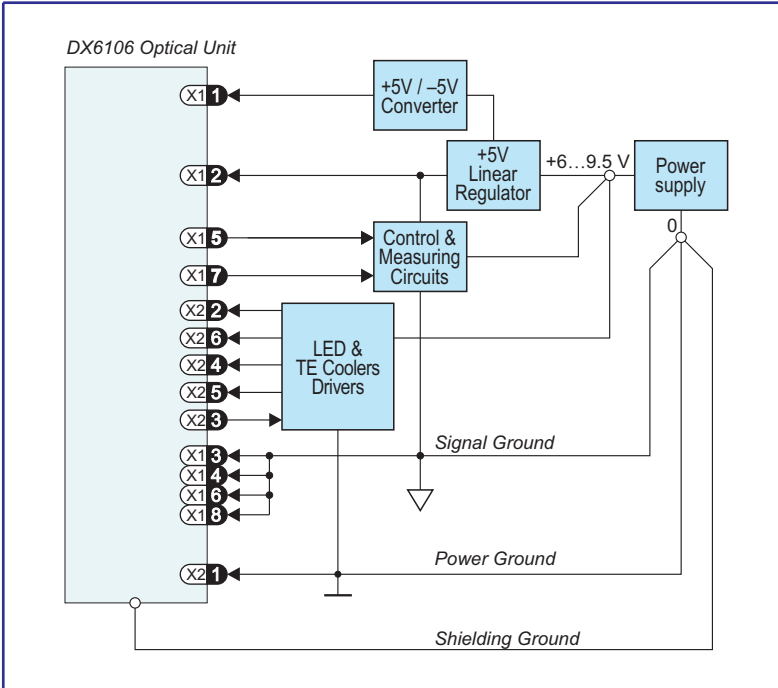 DX6106 Optical Unit
X1 1
+5V / –5V
Converter
X1 2
+5V
Linear
Regulator
+6...9.5 V
Power
supply
0
X1 5
X1 7
Control &
Measuring
Circuits
X2 2
X2 6
X2 4
X2 5
X2 3
LED &
TE Coolers
Drivers
X1 3
X1 4
X1 6
X1 8
Signal Ground
X2 1
Power Ground
Shielding Ground